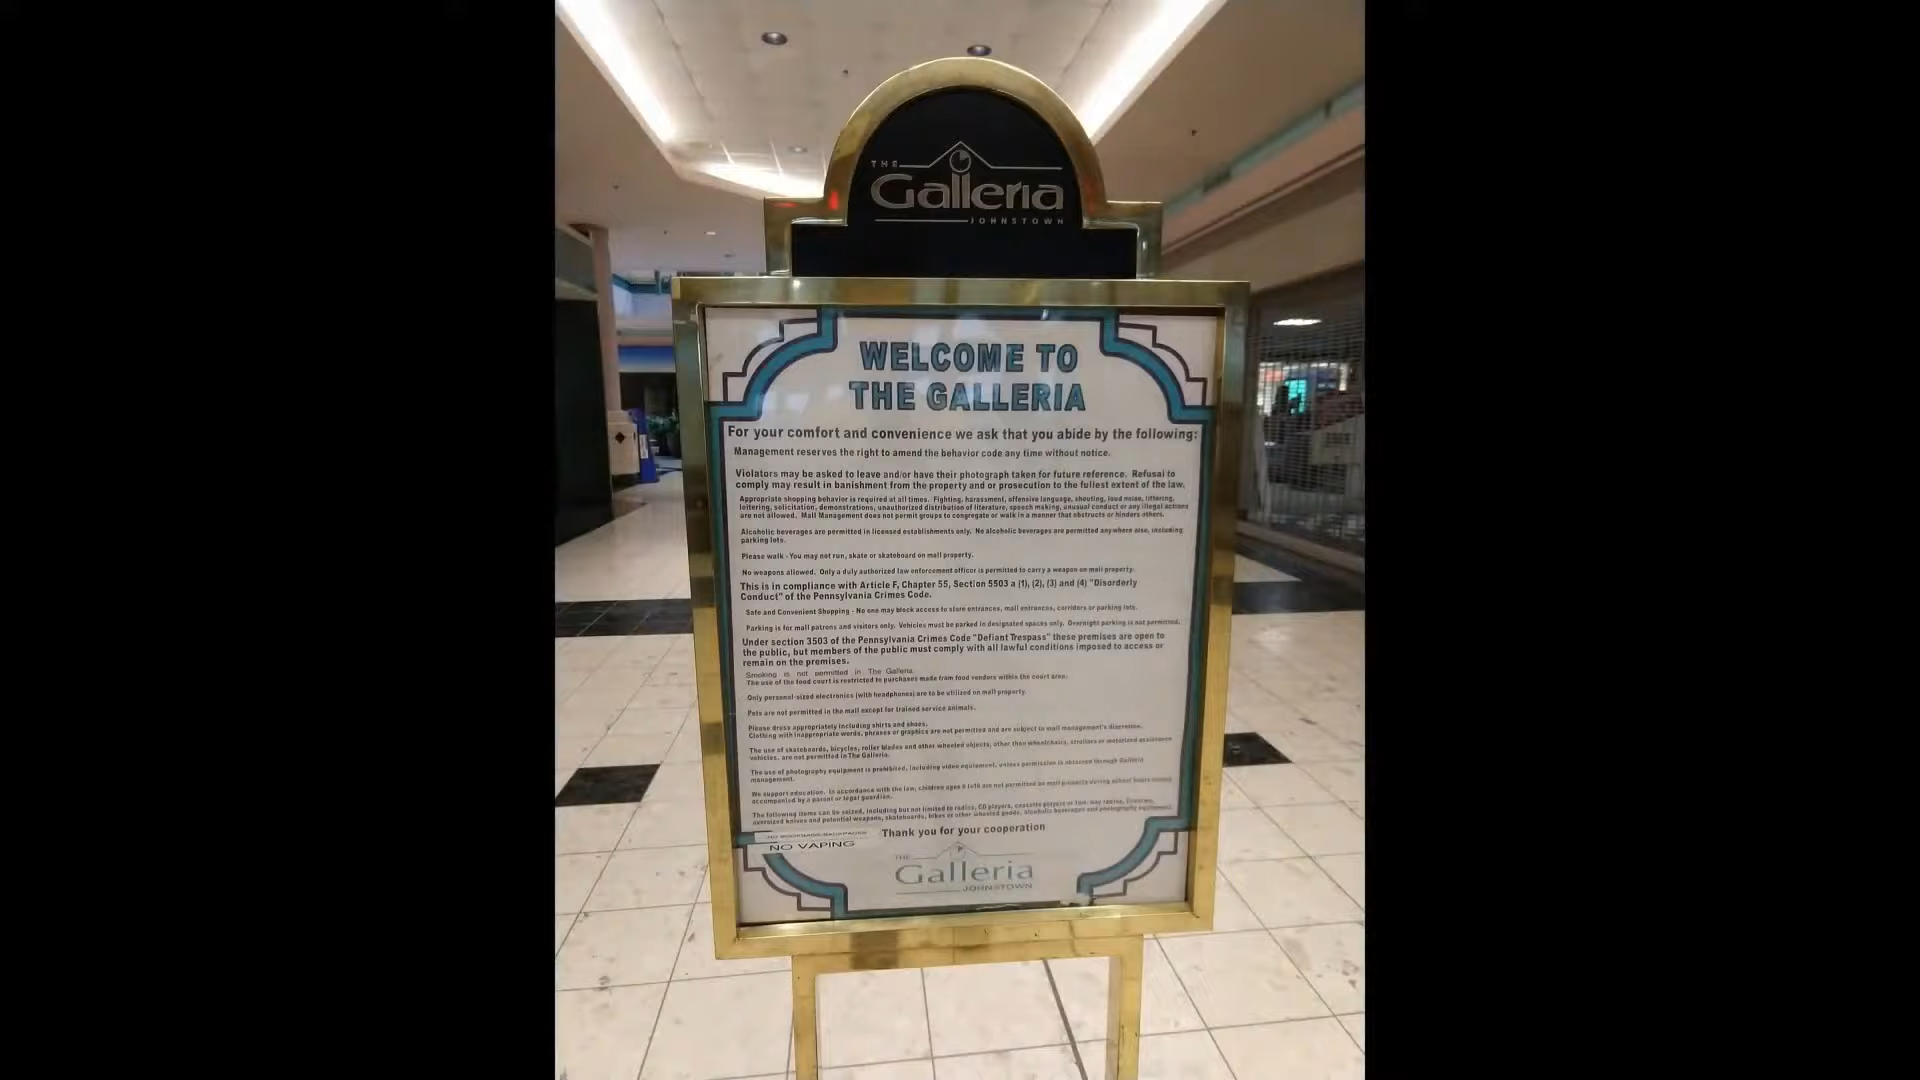 THE
Galleria
JOHNSTOWN
WELCOME TO
THE GALLERIA
For your comfort and convenience we ask that you abide by the following:
Management reserves the right to amend the behavior code any time without notice.
Violators may be asked to leave and/or have their photograph taken for future reference. Refusal to
comply may result in banishment from the property and or prosecution to the fullest extent of the law.
Appropriate shopping behavior is required at all times. Fighting, harassment, offensive language, shouting, loud noise, littering,
loitering, solicitation, demonstrations, unauthorized distribution of literature, speech making, unusual conduct or any illegal actions
are not allowed. Mall Management does not permit groups to congregate or walk in a manner that obstructs or hinders others.
Alcoholic beverages are permitted in licensed establishments only. No alcoholic beverages are permitted anywhere else, including
parking lots.
Please walk - You may not run, skate or skateboard on mall property.
No weapons allowed. Only a duly authorized law enforcement officer is permitted to carry a weapon on mall property.
This is in compliance with Article F, Chapter 55, Section 5503 a (1), (2), (3) and (4) "Disorderly
Conduct" of the Pennsylvania Crimes Code.
Safe and Convenient Shopping - No one may block access to store entrances, mall entrances, corridors or parking lots.
Parking is for mall patrons and visitors only. Vehicles must be parked in designated spaces only. Overnight parking is not permitted.
Under section 3503 of the Pennsylvania Crimes Code "Defiant Trespass" these premises are open to
the public, but members of the public must comply with all lawful conditions imposed to access or
remain on the premises.
Smoking is not permitted in The Galleria.
The use of the food court is restricted to purchases made from food vendors within the court area.
Only personal-sized electronics (with headphones) are to be utilized on mall property.
Pets are not permitted in the mall except for trained service animals.
Please dress appropriately including shirts and shoes.
Clothing with inappropriate words, phrases or graphics are not permitted and are subject to mall management's discretion.
The use of skateboards, bicycles, roller blades and other wheeled objects, other than wheelchairs, strollers or motorized assistance
vehicles, are not permitted in The Galleria.
The use of photography equipment is prohibited, including video equipment, unless permission is obtained through Galleria
management.
We support education. In accordance with the law, children ages 8 to 16 are not permitted on mall property during school hours unless
accompanied by a parent or legal guardian.
The following items can be seized, including but not limited to radios, CD players, cassette players or two way radios, firearms,
oversized knives and potential weapons, skateboards, bikes or other wheeled goods, alcoholic beverages and photography equipment.
NO BOOKBAGS/BACKPACKS
Thank you for your cooperation
NO VAPING
THE
Galleria
JOHNSTOWN